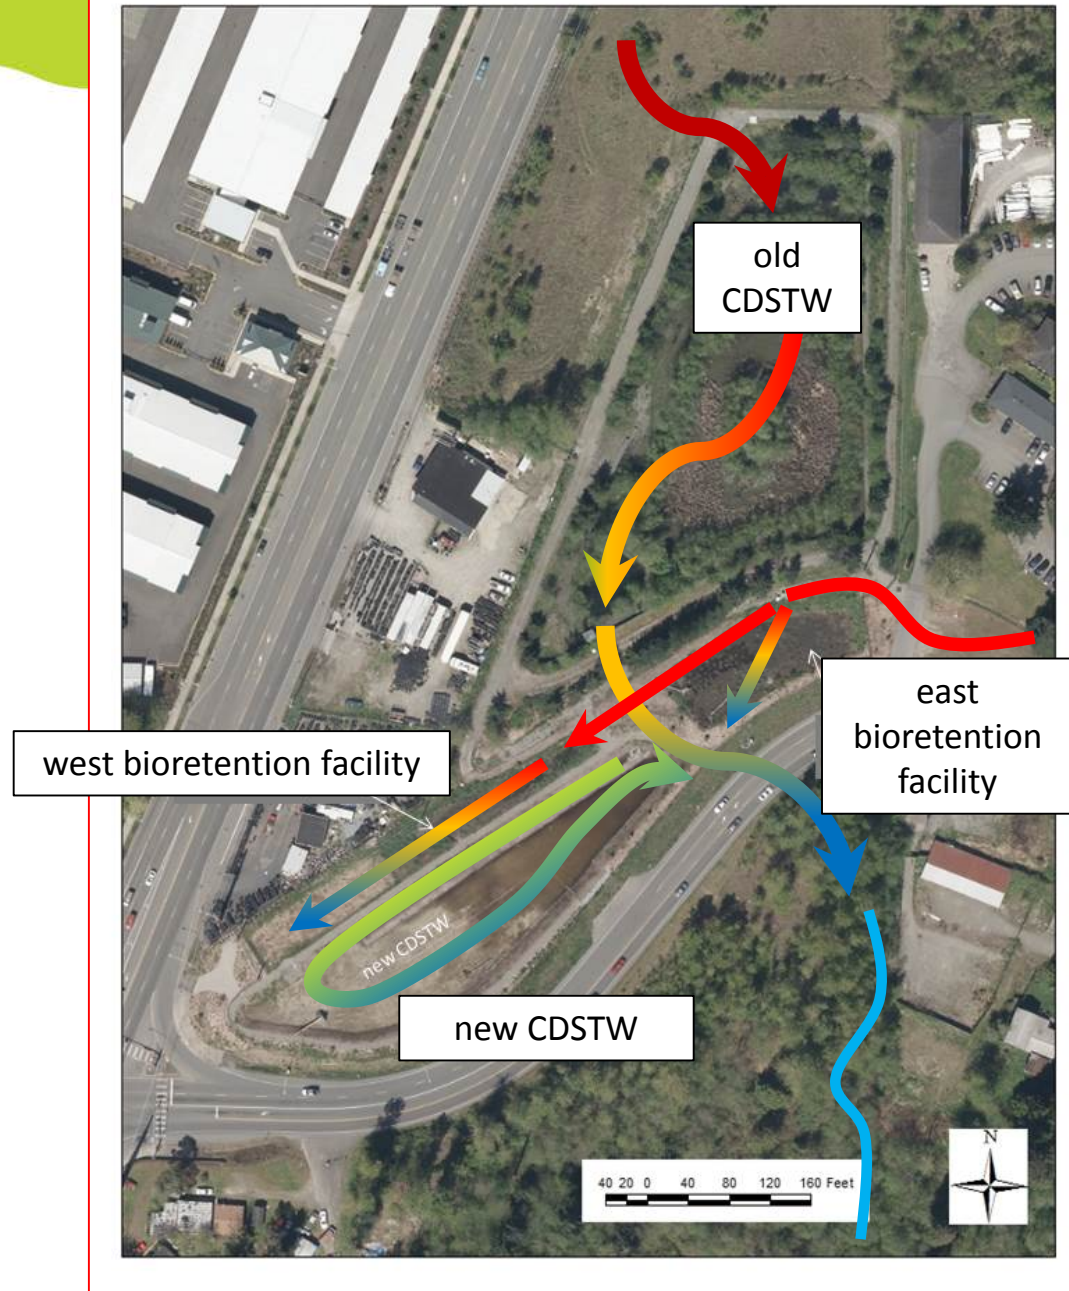 old
CDSTW
east
bioretention
facility
west bioretention facility
new CDSTW
new CDSTW
N
40 20 0 40 80 120 160 Feet